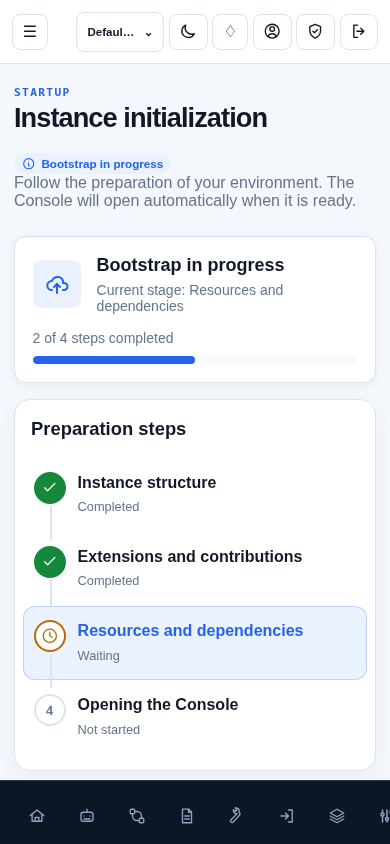 Defaul...
STARTUP
Instance initialization
Bootstrap in progress
Follow the preparation of your environment. The
Console will open automatically when it is ready.
Bootstrap in progress
Current stage: Resources and
dependencies
2 of 4 steps completed
Preparation steps
Instance structure
Completed
Extensions and contributions
Completed
Resources and dependencies
Waiting
4 Opening the Console
Not started